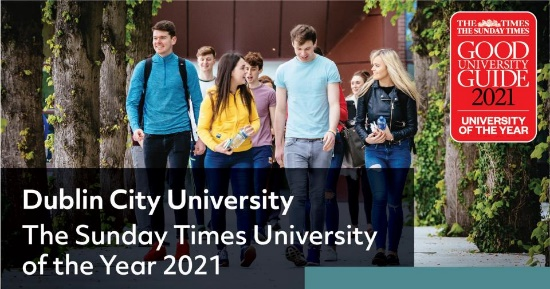 THE TIMES
THE SUNDAY TIMES
GOOD
UNIVERSITY
GUIDE
2021
UNIVERSITY
OF THE YEAR
Dublin City University
The Sunday Times University
of the Year 2021